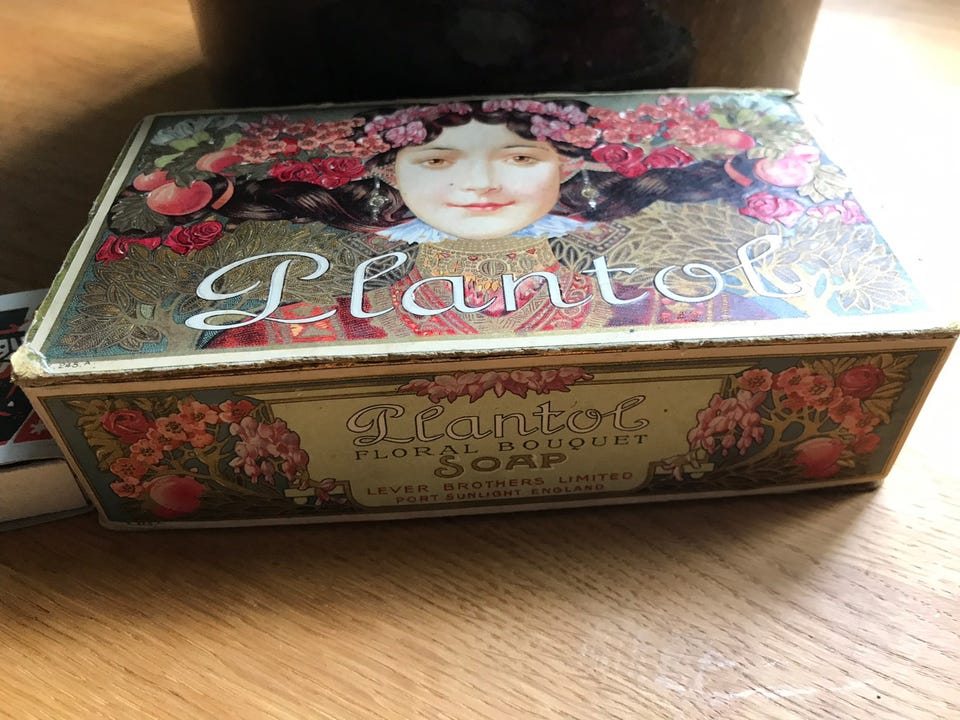 Plantol
Plantol
FLORAL BOUQUET
SOAP
LEVER BROTHERS LIMITED
PORT SUNLIGHT ENGLAND